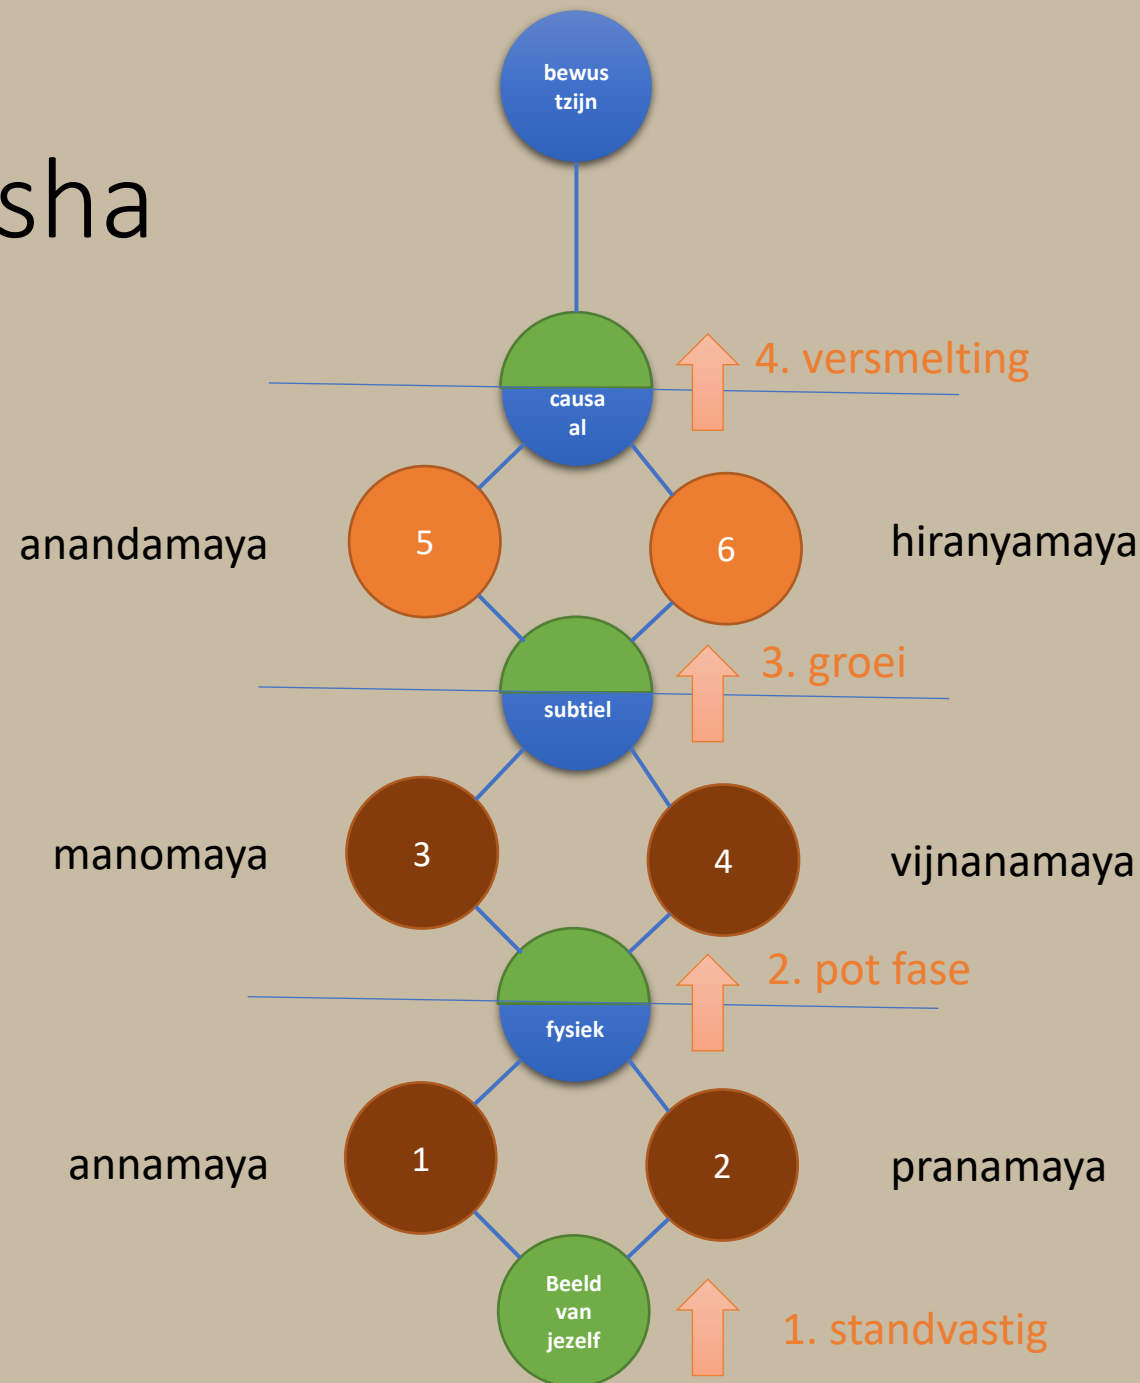 bewus
tzijn
sha
4. versmelting
causa
al
anandamaya
5
6
hiranyamaya
3. groei
subtiel
manomaya
3
4
vijnanamaya
2. pot fase
fysiek
annamaya
1
2
pranamaya
Beeld
van
jezelf
1. standvastig